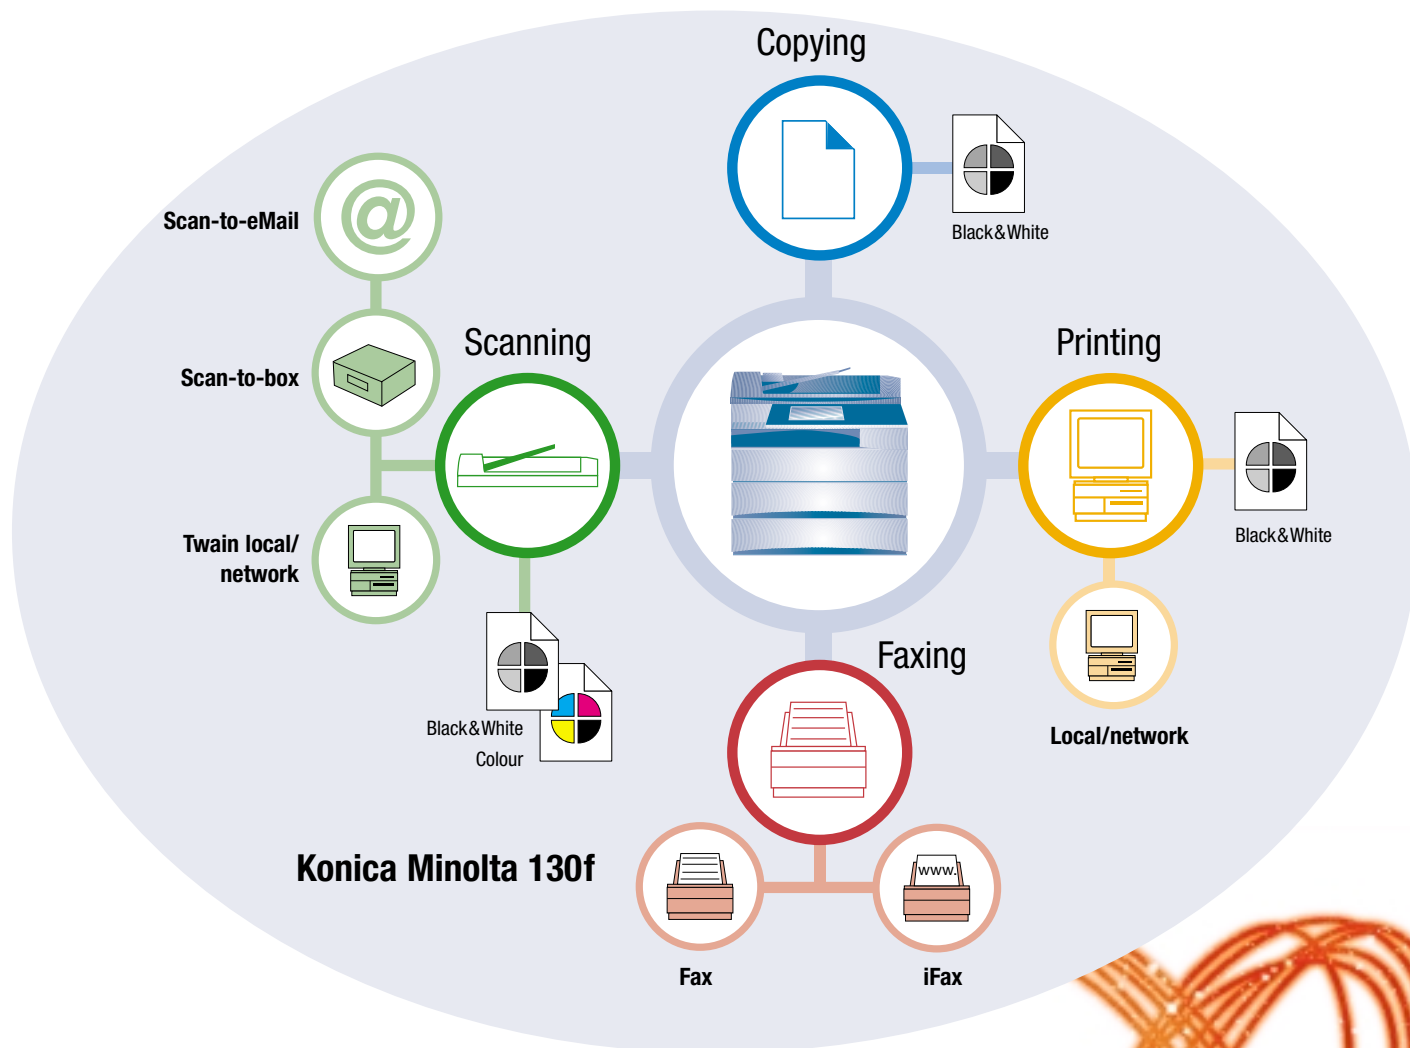 Copying
Black&White
Scan-to-eMail
Scanning
Printing
Scan-to-box
Black&White
Twain local/
network
Faxing
Black&White
Colour
Local/network
Konica Minolta 130f
www.
Fax
iFax